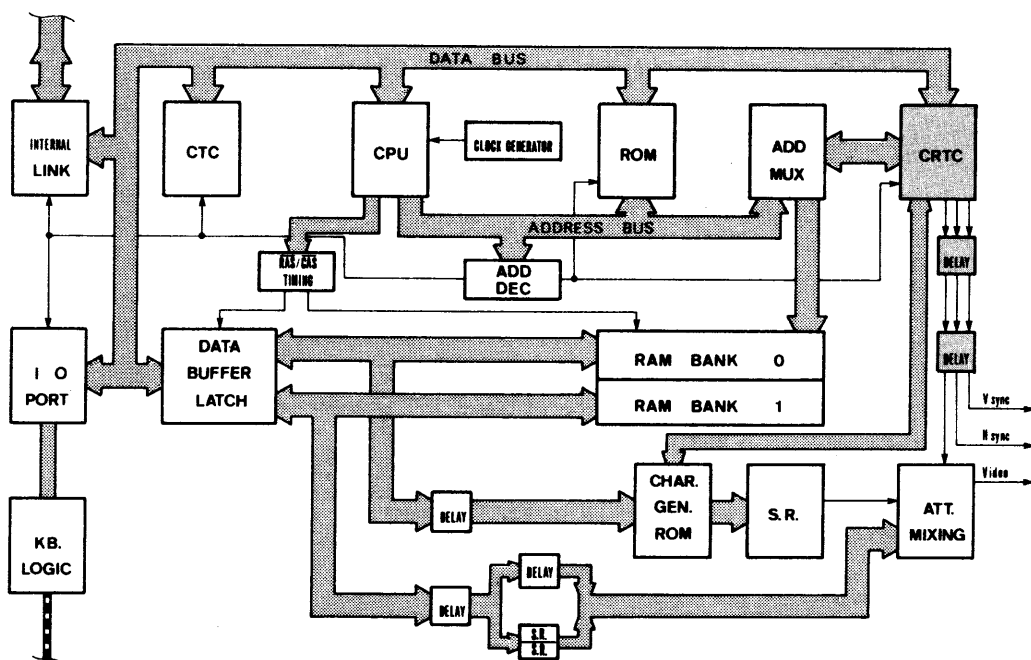 DATA BUS
INTERNAL
LINK
CTC
CPU
CLOCK GENERATOR
ROM
ADD
MUX
CRTC
ADDRESS BUS
RAS/CAS
TIMING
ADD
DEC
DELAY
I O
PORT
DATA
BUFFER
LATCH
RAM BANK 0
RAM BANK 1
DELAY
V sync
H sync
Video
KB.
LOGIC
DELAY
CHAR.
GEN.
ROM
S.R.
ATT.
MIXING
DELAY
DELAY
S.R.
S.R.